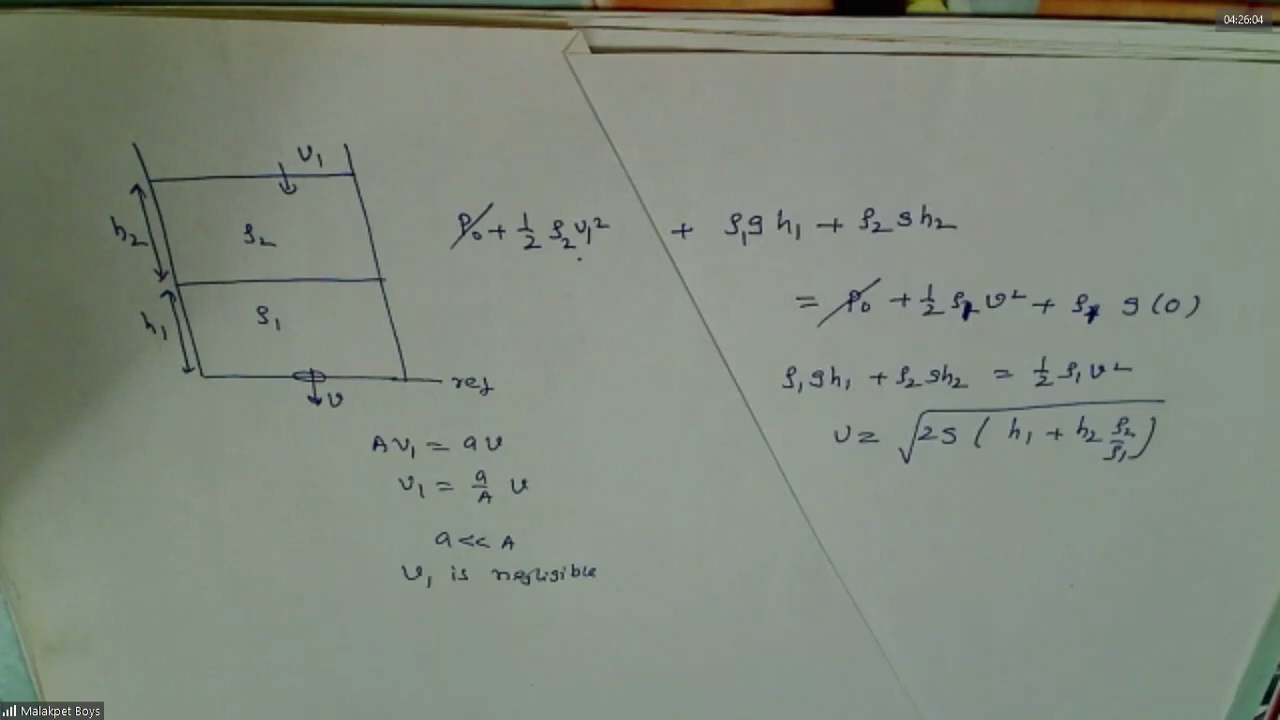 04:26:04
v₁
h₂
ρ₂
P₀ + 1/2 ρ₂v₁² + ρ₁gh₁ + ρ₂gh₂
h₁
ρ₁
= P₀ + 1/2 ρ₁v² + ρ₁ g(0)
ref
v
ρ₁gh₁ + ρ₂gh₂ = 1/2 ρ₁v²
v = √2g(h₁ + h₂ ρ₂/ρ₁)
Av₁ = av
v₁ = a/A v
a << A
v₁ is negligible
Malakpet Boys